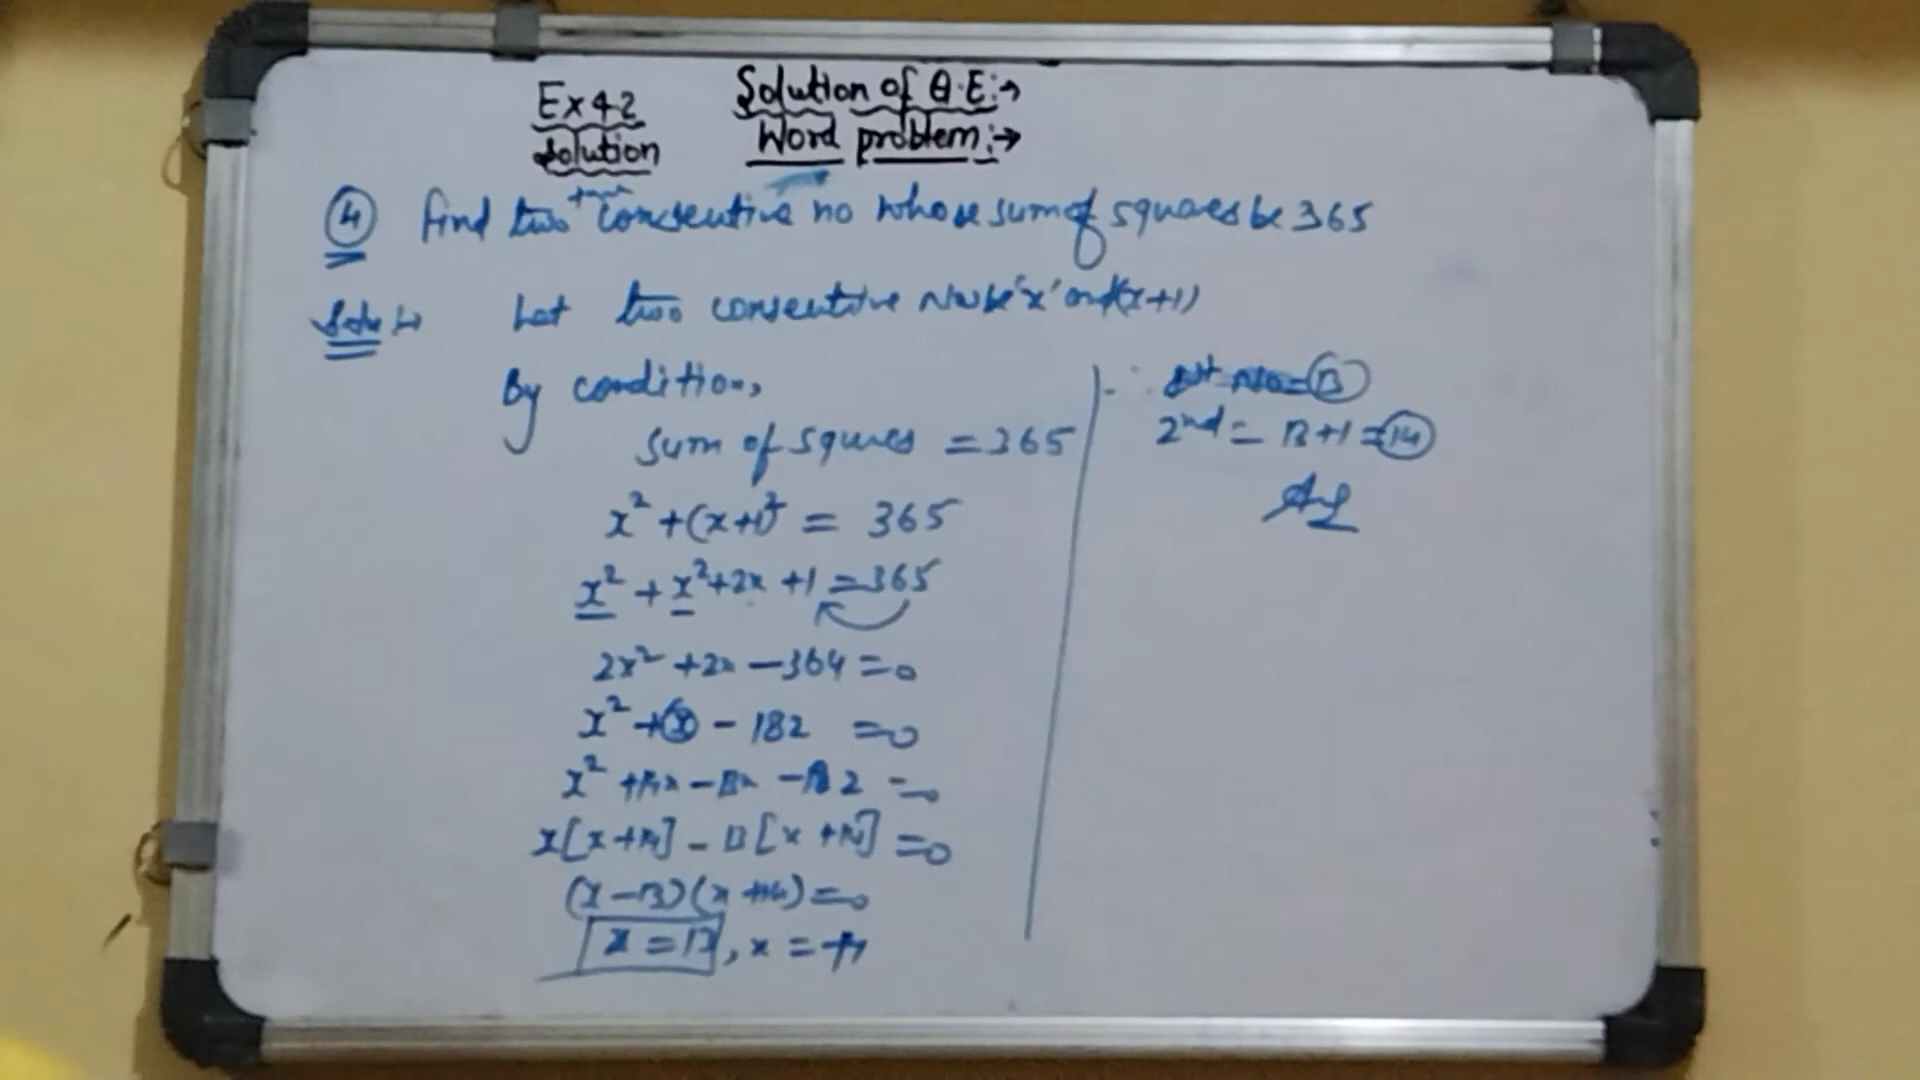 Ex 4.2
Solution
Solution of Q.E:→
Word problem:→
④ Find two +ive consecutive no whose sum of squares be 365
Soln:→ Let two consecutive Nos be 'x' and (x+1)
By condition,
sum of squres = 365
x² + (x+1)² = 365
x² + x² + 2x + 1 = 365
2x² + 2x - 364 = 0
x² + x - 182 = 0
x² + 14x - 13x - 182 = 0
x[x+14] - 13[x+14] = 0
(x-13)(x+14) = 0
x = 13, x = -14
∴ 1st no = 13
2nd = 13+1 = 14
Ans